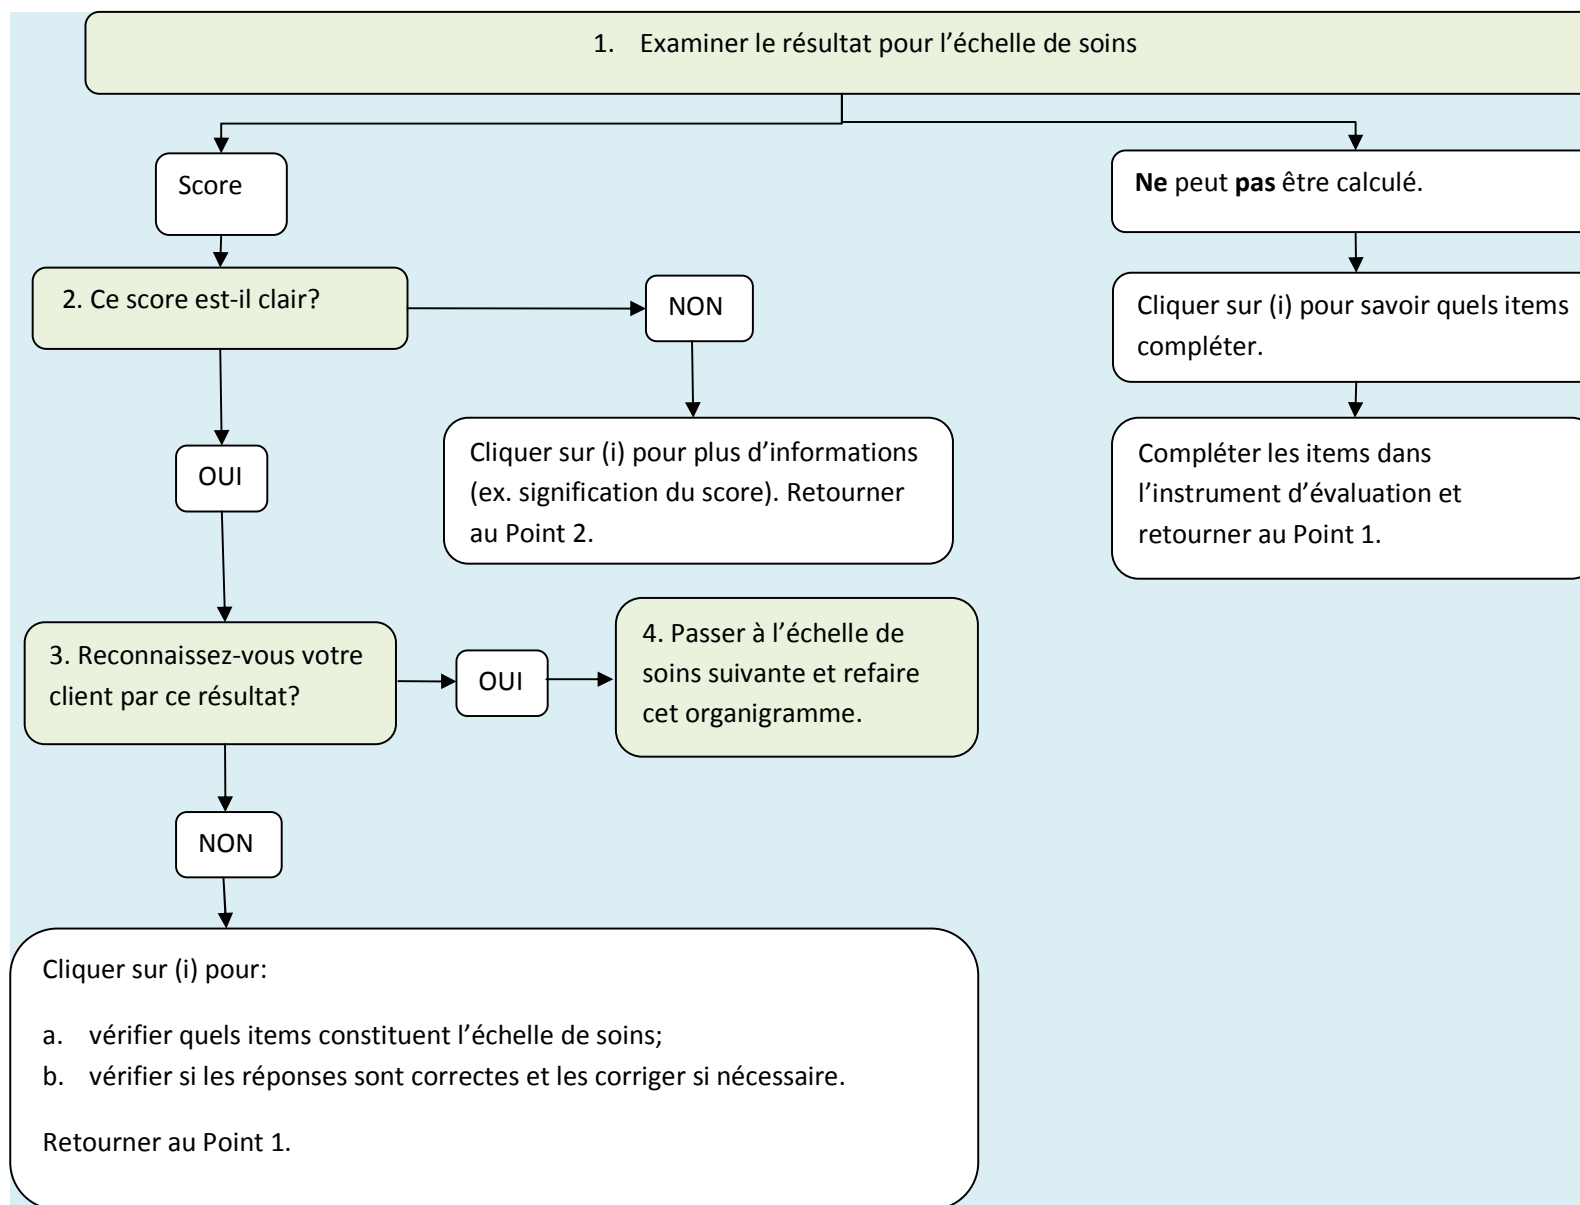 1. Examiner le résultat pour l’échelle de soins
Score
Ne peut pas être calculé.
2. Ce score est-il clair?
NON
Cliquer sur (i) pour savoir quels items
compléter.
OUI
Cliquer sur (i) pour plus d’informations
(ex. signification du score). Retourner
au Point 2.
Compléter les items dans
l’instrument d’évaluation et
retourner au Point 1.
3. Reconnaissez-vous votre
client par ce résultat?
OUI
4. Passer à l’échelle de
soins suivante et refaire
cet organigramme.
NON
Cliquer sur (i) pour:
a. vérifier quels items constituent l’échelle de soins;
b. vérifier si les réponses sont correctes et les corriger si nécessaire.
Retourner au Point 1.